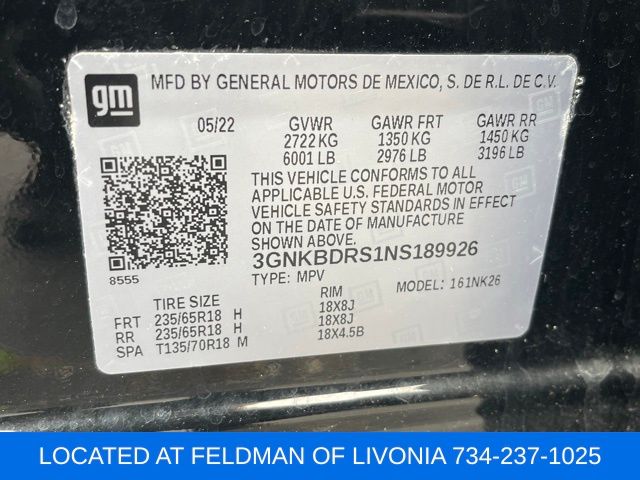 gm
MFD BY GENERAL MOTORS DE MEXICO, S. DE R.L. DE C.V.
05/22 GVWR GAWR FRT GAWR RR
2722 KG 1350 KG 1450 KG
6001 LB 2976 LB 3196 LB
THIS VEHICLE CONFORMS TO ALL
APPLICABLE U.S. FEDERAL MOTOR
VEHICLE SAFETY STANDARDS IN EFFECT
ON THE DATE OF MANUFACTURE
SHOWN ABOVE.
3GNKBDRS1NS189926
8555
TYPE: MPV MODEL: 161NK26
TIRE SIZE RIM
FRT 235/65R18 H 18X8J
RR 235/65R18 H 18X8J
SPA T135/70R18 M 18X4.5B
LOCATED AT FELDMAN OF LIVONIA 734-237-1025